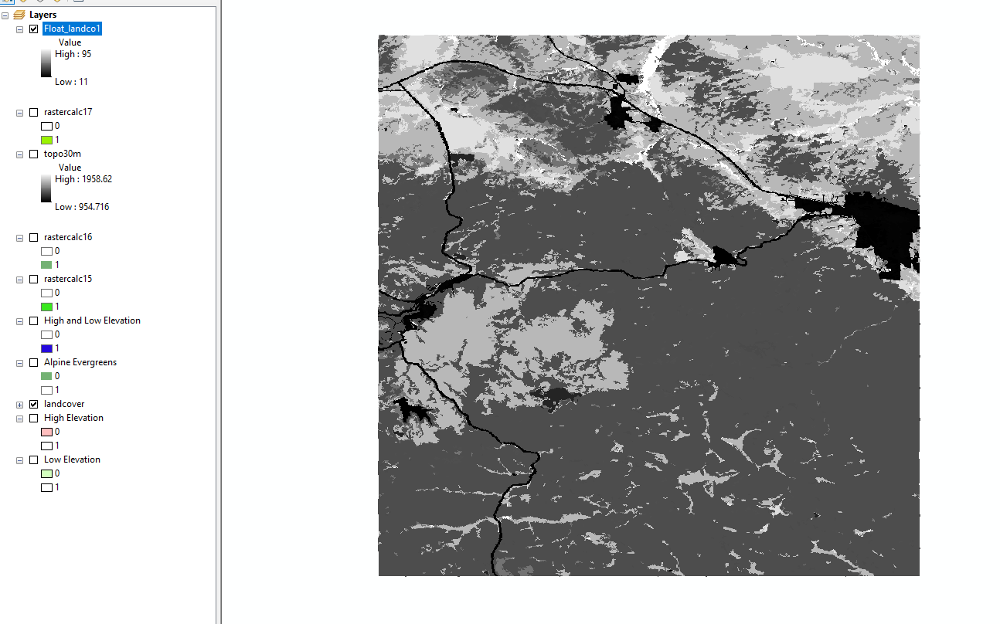 Layers
Float_landco1
Value
High : 95
Low : 11
rastercalc17
0
1
topo30m
Value
High : 1958.62
Low : 954.716
rastercalc16
0
1
rastercalc15
0
1
High and Low Elevation
0
1
Alpine Evergreens
0
1
landcover
High Elevation
0
1
Low Elevation
0
1